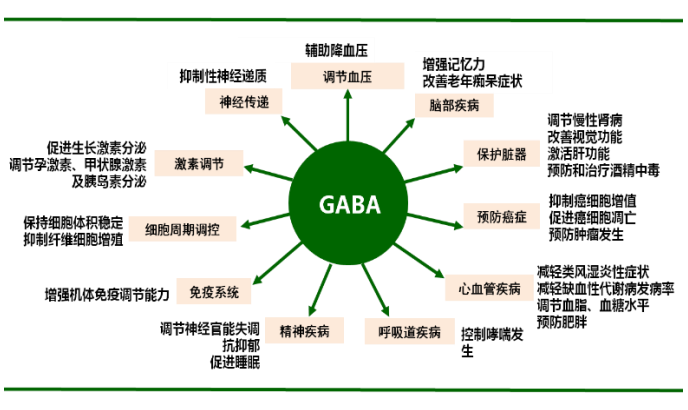 辅助降血压
调节血压
增强记忆力
改善老年痴呆症状
脑部疾病
调节慢性肾病
改善视觉功能
激活肝功能
预防和治疗酒精中毒
保护脏器
抑制癌细胞增值
促进癌细凋亡
预防肿瘤发生
预防癌症
减轻类风湿炎性症状
减轻缺血性代谢病发病率
调节血脂、血糖水平
预防肥胖
心血管疾病
控制哮喘发
生
呼吸道疾病
精神疾病
调节神经官能失调
抗抑郁
促进睡眠
免疫系统
增强机体免疫调节能力
细胞周期调控
保持细胞体积稳定
抑制纤维细胞增殖
激素调节
促进生长激素分泌
调节孕激素、甲状腺激素
及胰岛素分泌
抑制性神经递质
神经传递
GABA